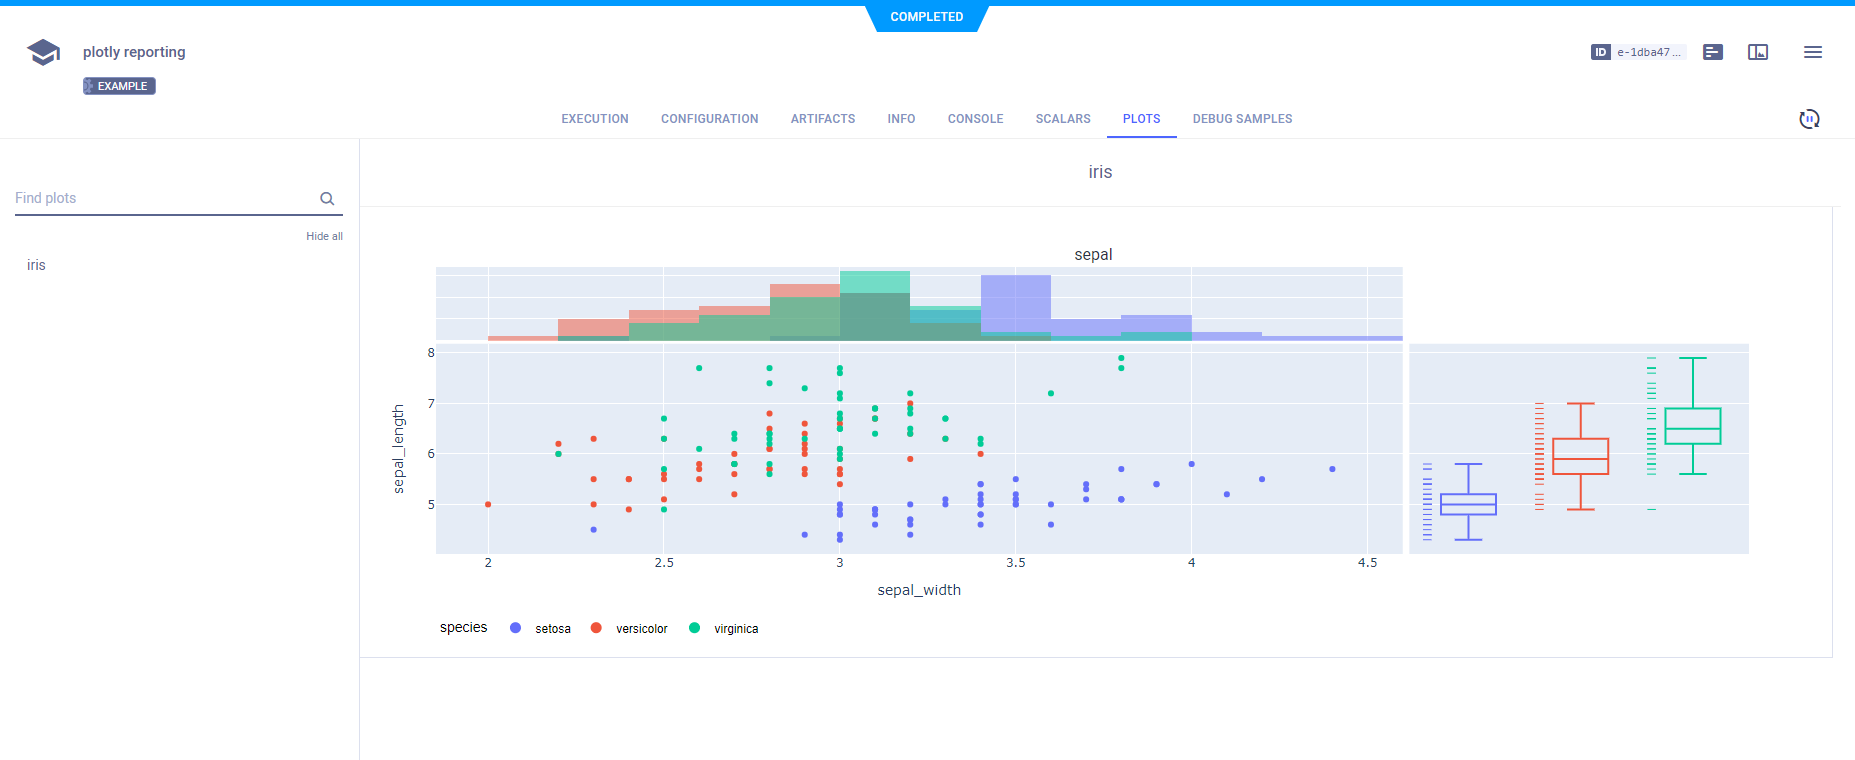 COMPLETED
plotly reporting
EXAMPLE
ID e-1dba47...
EXECUTION CONFIGURATION ARTIFACTS INFO CONSOLE SCALARS PLOTS DEBUG SAMPLES
iris
Find plots
Hide all
iris
sepal
8
7
6
5
sepal_length
2 2.5 3 3.5 4 4.5
sepal_width
species setosa versicolor virginica